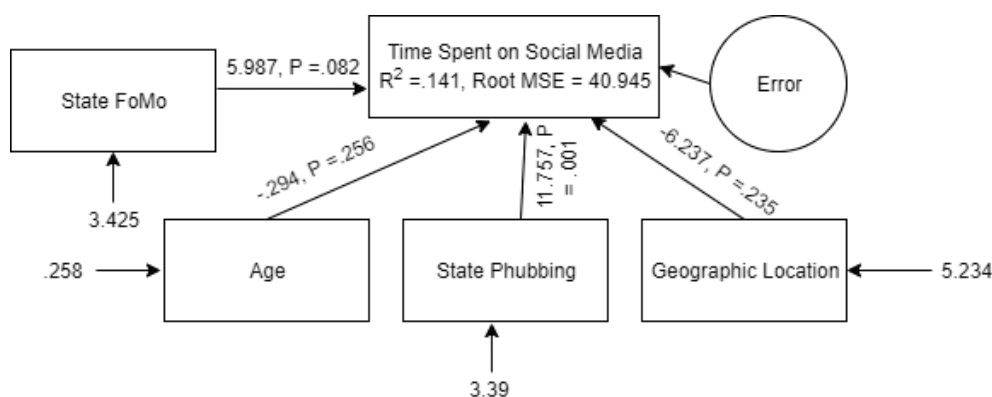 Time Spent on Social Media
R² =.141, Root MSE = 40.945
5.987, P =.082
State FoMo
Error
-.294, P =.256
11.757, P
= .001
-6.237, P =.235
3.425
.258
Age
State Phubbing
Geographic Location
5.234
3.39